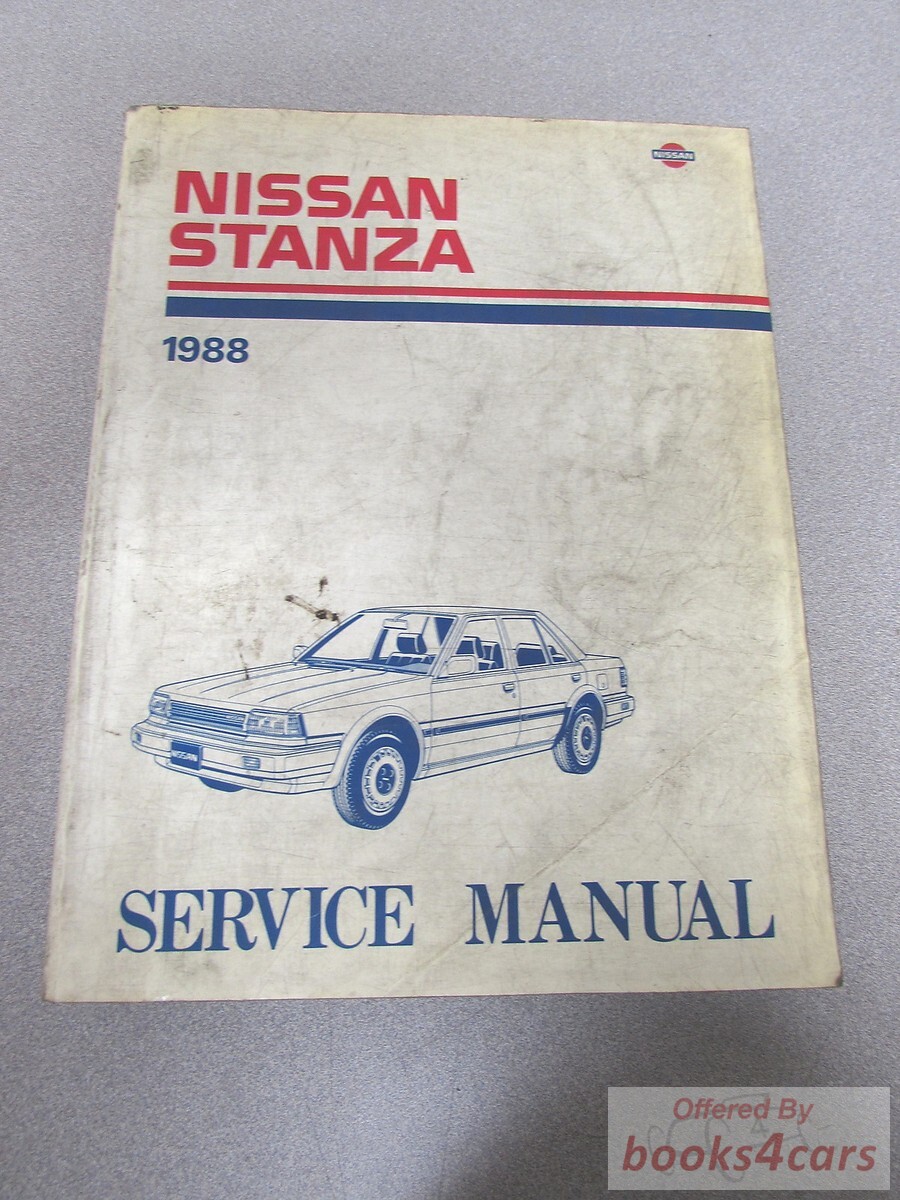 NISSAN
NISSAN
STANZA
1988
NISSAN
SERVICE MANUAL
Offered By
books4cars